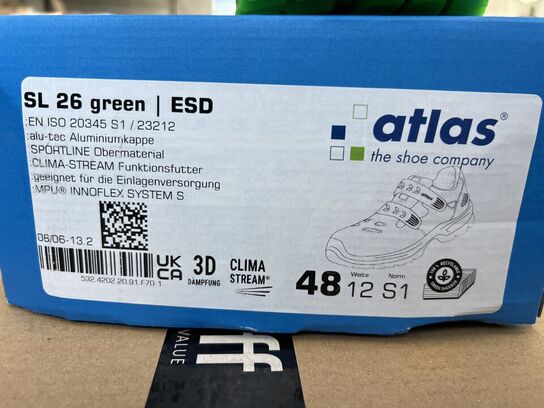 SL 26 green | ESD
:EN ISO 20345 S1 / 23212
:alu-tec Aluminiumkappe
:SPORTLINE Obermaterial
:CLIMA-STREAM Funktionsfutter
:geeignet für die Einlagenversorgung
:MPU® INNOFLEX SYSTEM S
atlas®
the shoe company
06/06-13.2
532.4202.20.91.F70-1
UK
CA
3D
DÄMPFUNG
CLIMA
STREAM®
Weite Norm
48 12 S1
ff
VALUE